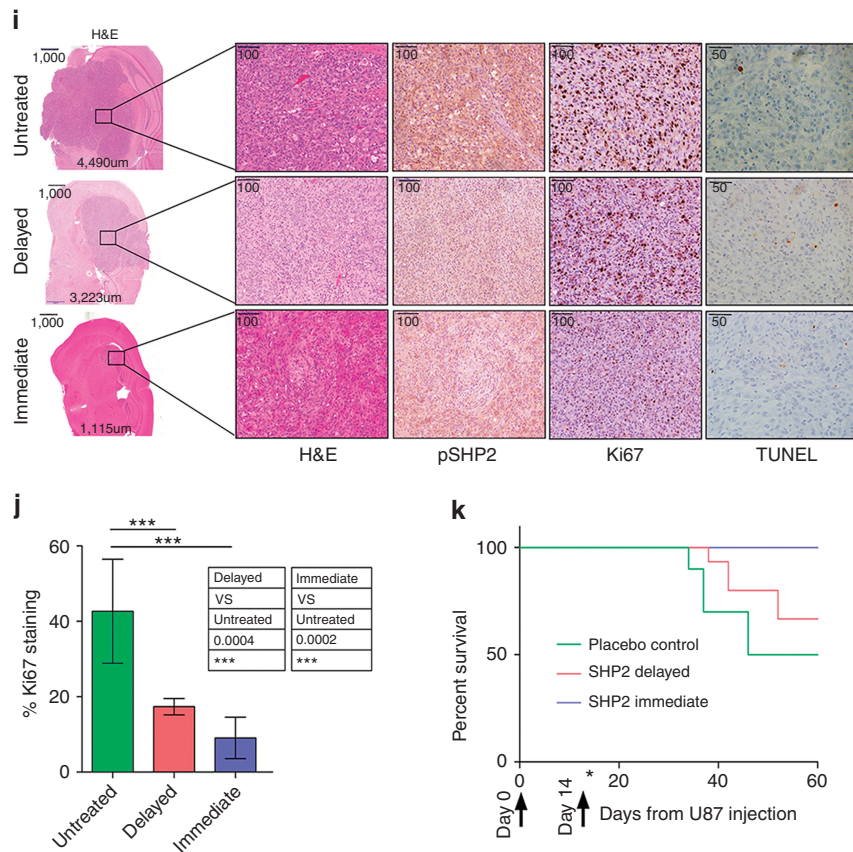 i
H&E
Untreated
1,000
4,490um
100
100
100
50
Delayed
1,000
3,223um
100
100
100
50
Immediate
1,000
1,115um
100
100
100
50
H&E
pSHP2
Ki67
TUNEL
j
***
***
% Ki67 staining
60
40
20
0
Delayed
VS
Untreated
0.0004
***
Immediate
VS
Untreated
0.0002
***
Untreated
Delayed
Immediate
k
Percent survival
100
50
0
Placebo control
SHP2 delayed
SHP2 immediate
0
20
40
60
*
Day 0
Day 14
Days from U87 injection